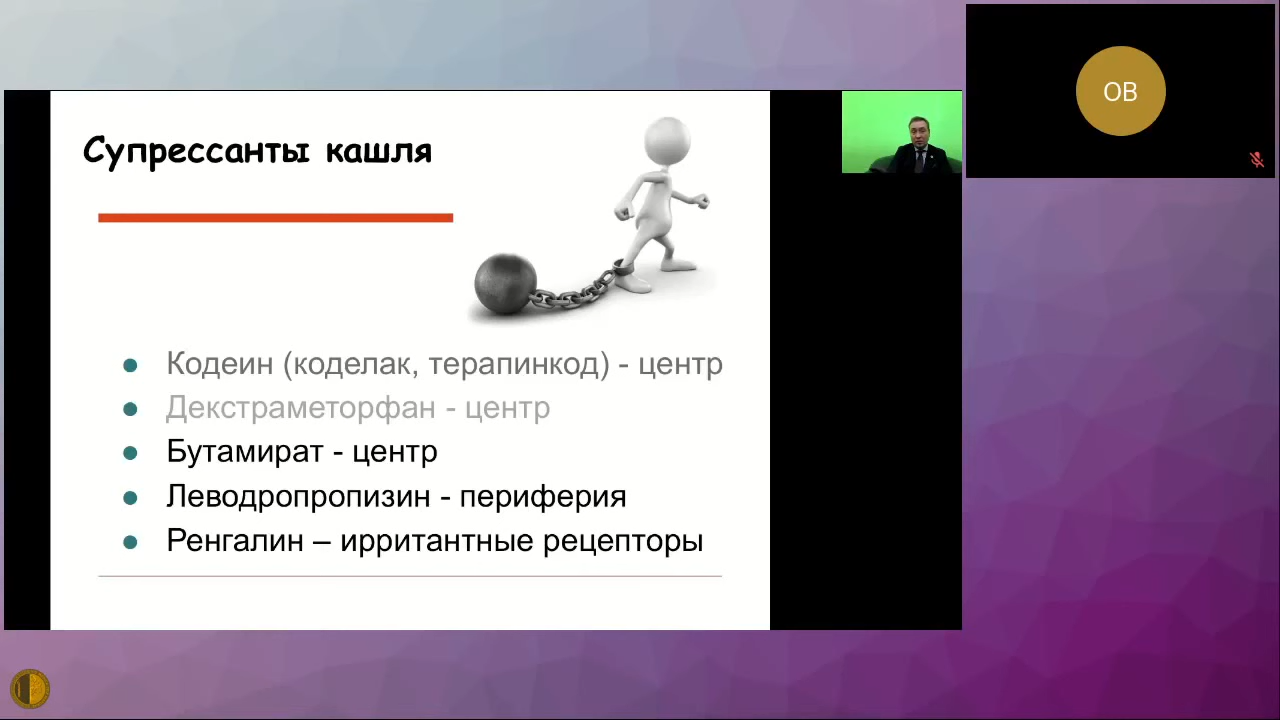 Супрессанты кашля
Кодеин (коделак, терапинкод) - центр
Декстраметорфан - центр
Бутамират - центр
Леводропропизин - периферия
Ренгалин – ирритантные рецепторы
ОВ